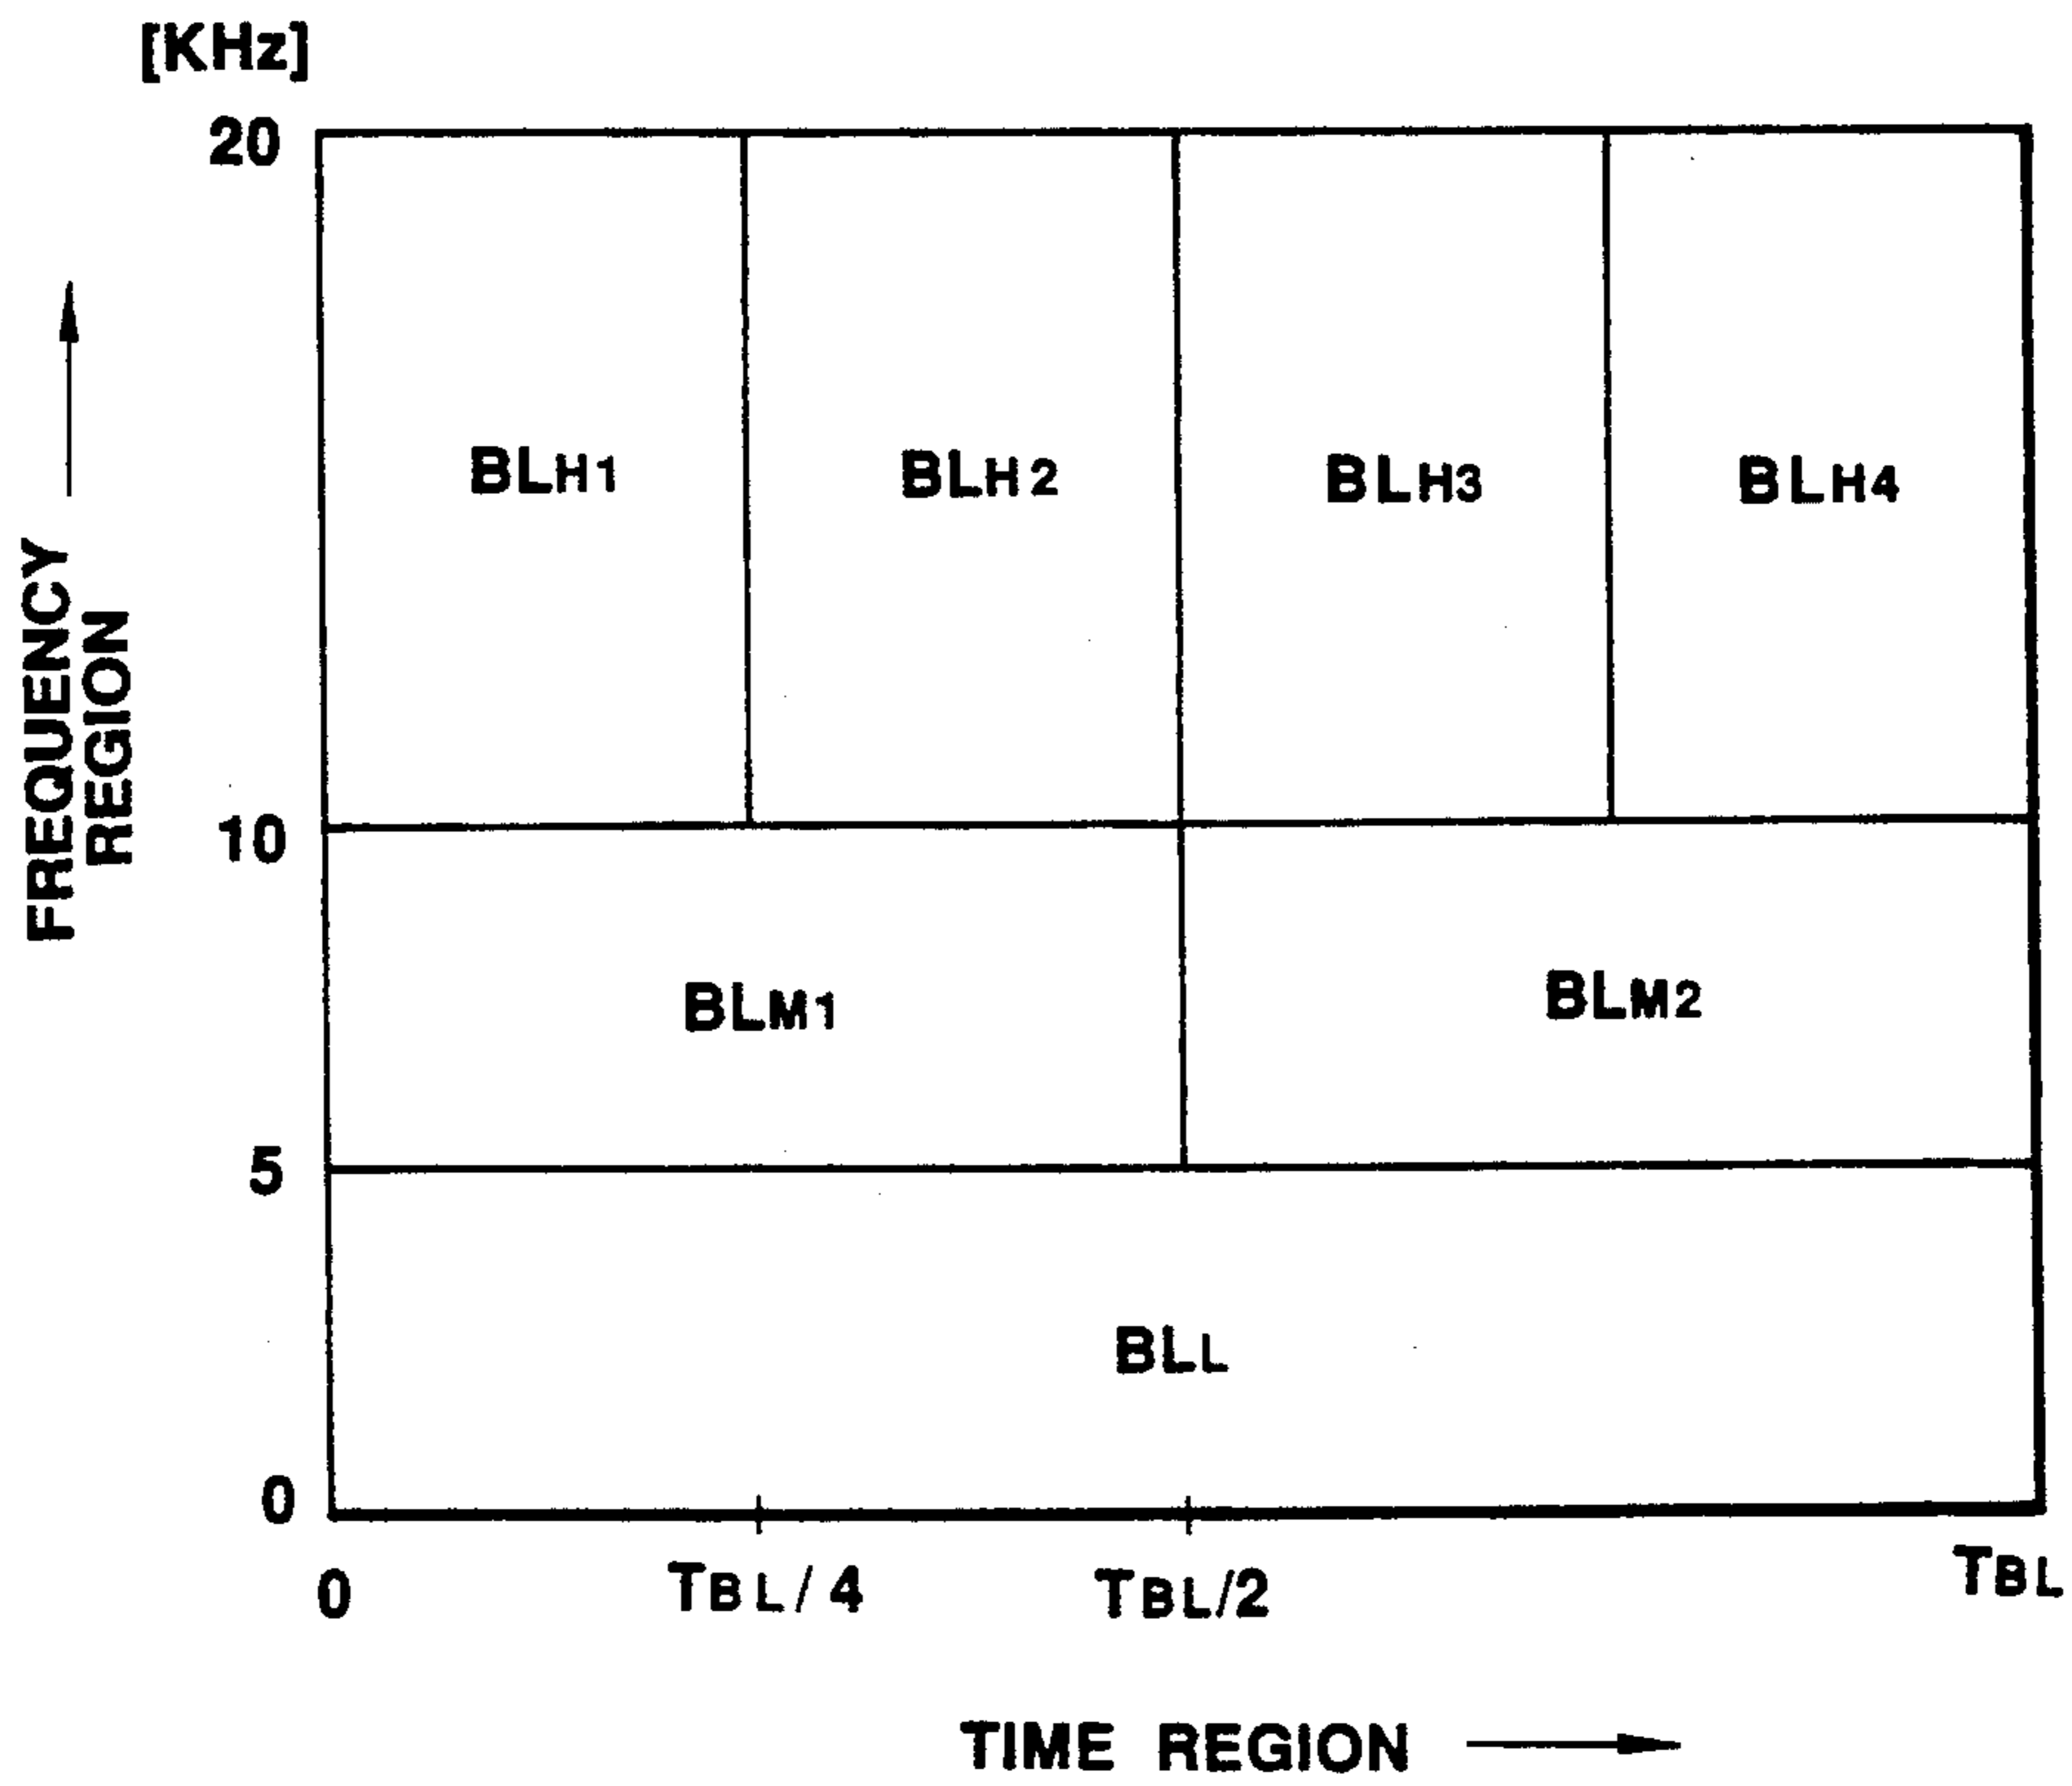 [KHz]
20
BLH1 BLH2 BLH3 BLH4
FREQUENCY
REGION
10
BLM1 BLM2
5
BLL
0
0 TBL/4 TBL/2 TBL
TIME REGION